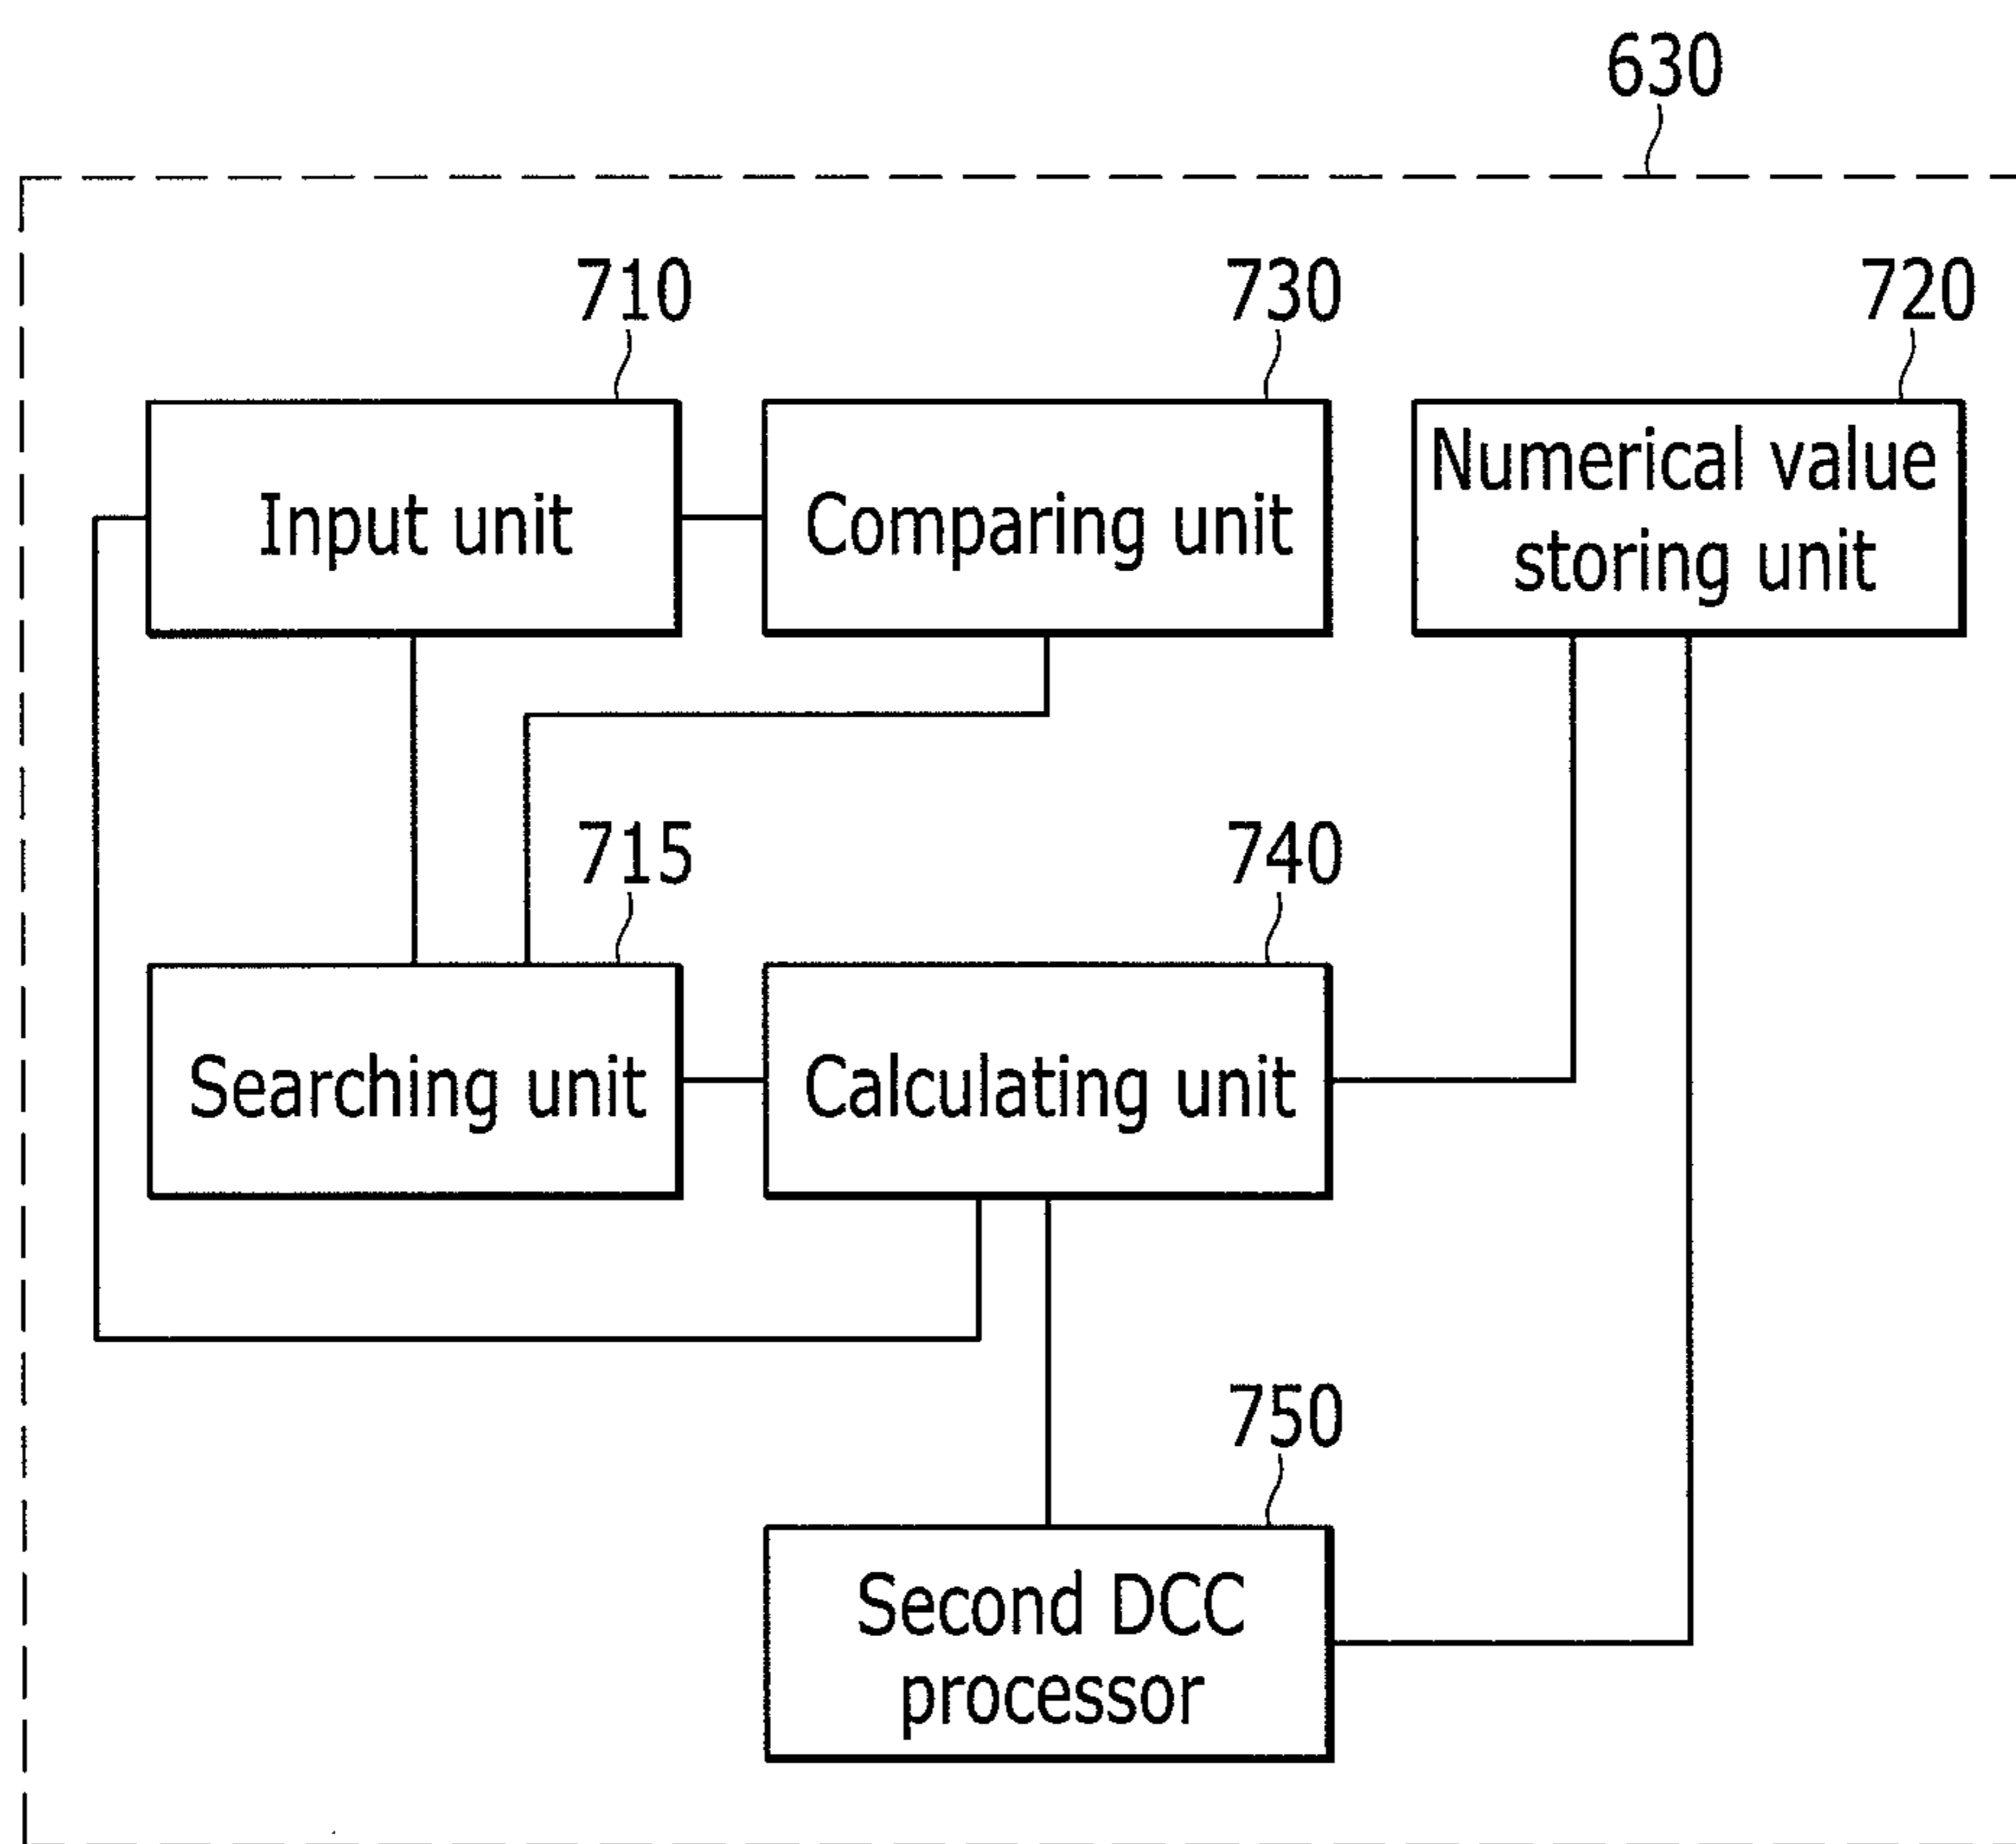 630
710
730
720
Input unit
Comparing unit
Numerical value
storing unit
715
740
Searching unit
Calculating unit
750
Second DCC
processor